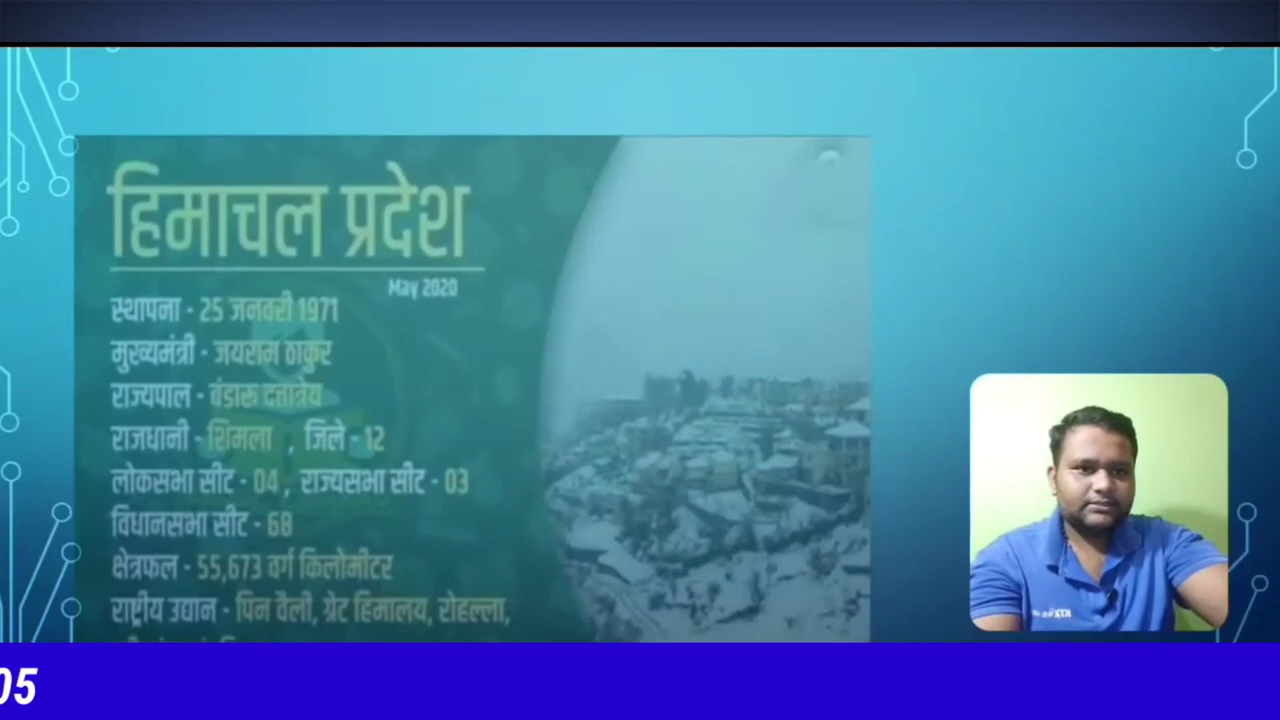 हिमाचल प्रदेश
May 2020
स्थापना - 25 जनवरी 1971
मुख्यमंत्री - जयराम ठाकुर
राज्यपाल - बंडारू दत्तात्रेय
राजधानी - शिमला , जिले - 12
लोकसभा सीट - 04 , राज्यसभा सीट - 03
विधानसभा सीट - 68
क्षेत्रफल - 55,673 वर्ग किलोमीटर
राष्ट्रीय उद्यान - पिन वैली, ग्रेट हिमालय, रोहल्ला,
05